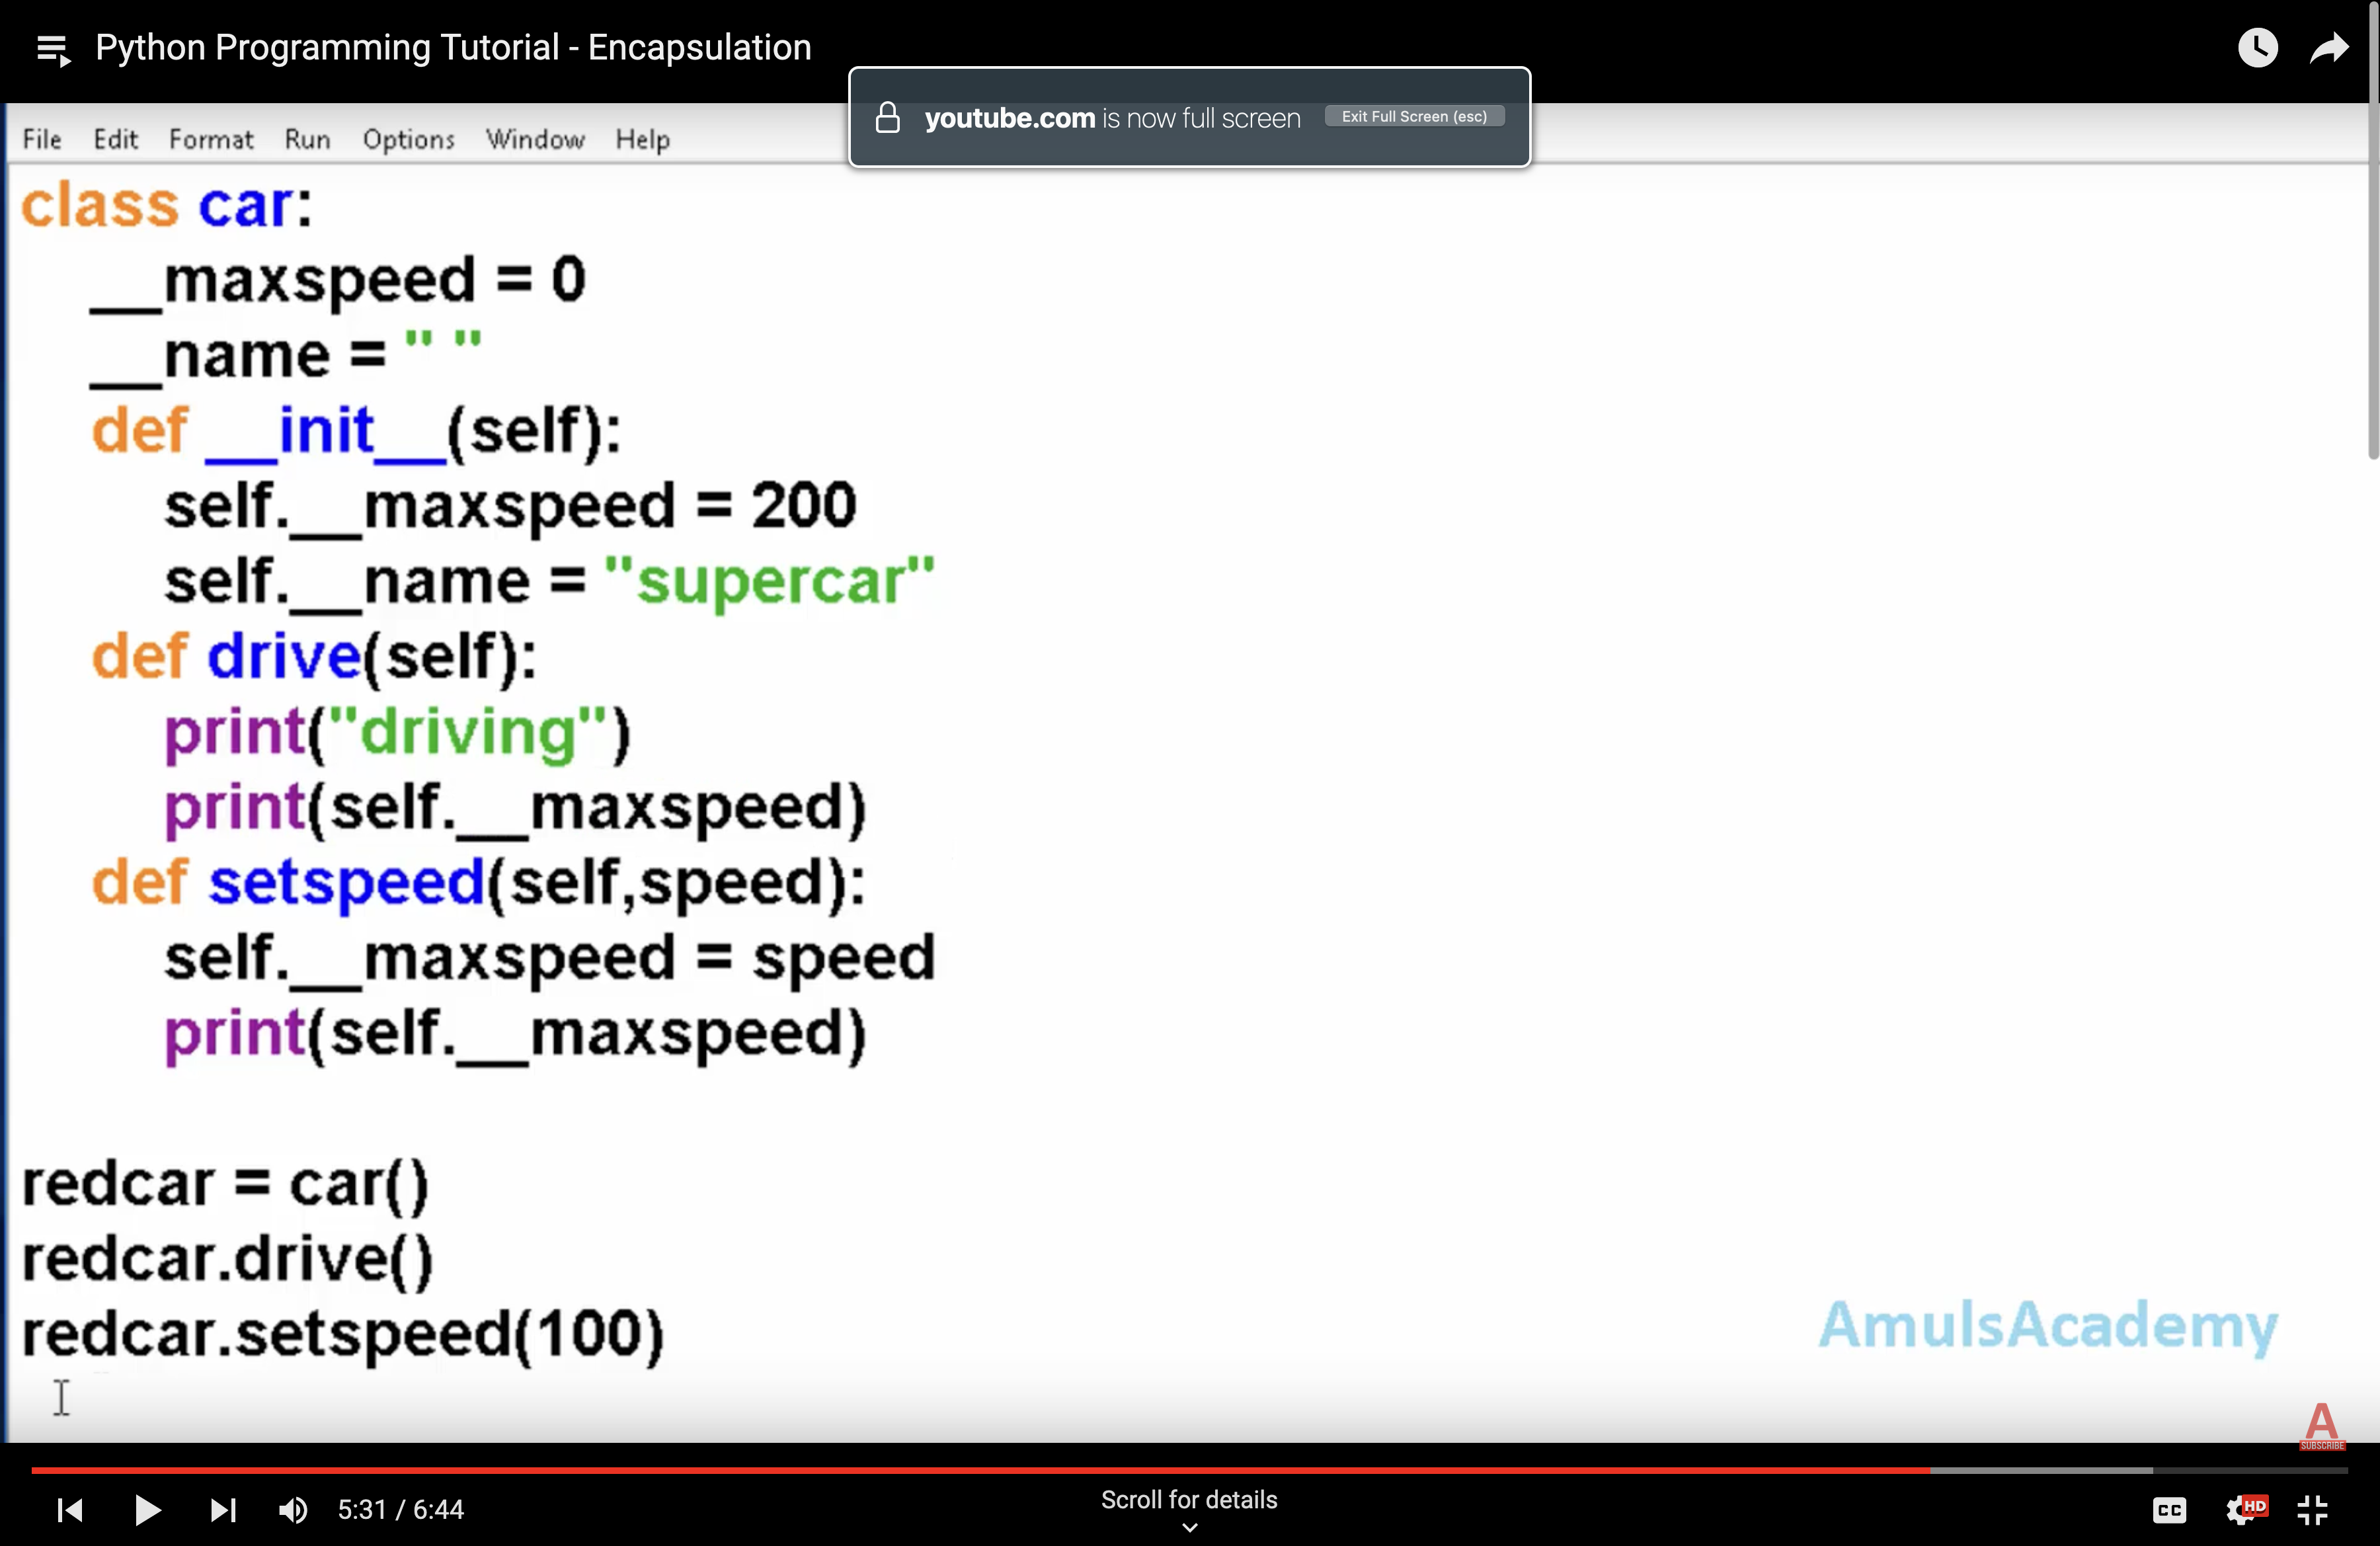 Python Programming Tutorial - Encapsulation
youtube.com is now full screen Exit Full Screen (esc)
File Edit Format Run Options Window Help
class car:
    __maxspeed = 0
    __name = " "
    def __init__(self):
        self.__maxspeed = 200
        self.__name = "supercar"
    def drive(self):
        print("driving")
        print(self.__maxspeed)
    def setspeed(self,speed):
        self.__maxspeed = speed
        print(self.__maxspeed)
redcar = car()
redcar.drive()
redcar.setspeed(100)
AmulsAcademy
A
SUBSCRIBE
5:31 / 6:44
Scroll for details
CC
HD